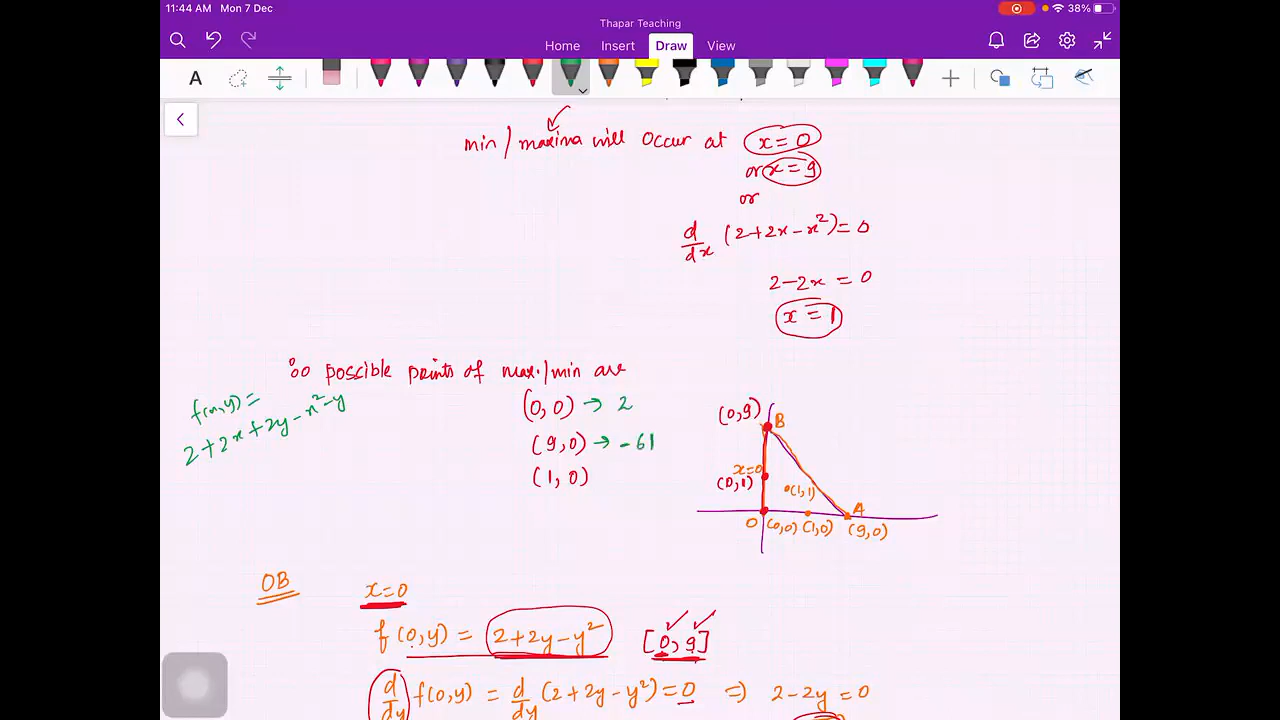 11:44 AM Mon 7 Dec
38%
Thapar Teaching
Home Insert Draw View
A
min / maxima will occur at x = 0
or x = 9
or
d/dx (2+2x-x²) = 0
2-2x = 0
x = 1
∴ possible points of max./min are
f(x,y) =
2+2x+2y-x²-y
(0,0) → 2
(9,0) → -61
(1,0)
(0,9) B
x=0
(0,1)
(1,1)
O (0,0) (1,0) A (9,0)
OB x=0
f(0,y) = 2+2y-y² [0,9]
d/dy f(0,y) = d/dy (2+2y-y²) = 0 ⇒ 2-2y = 0